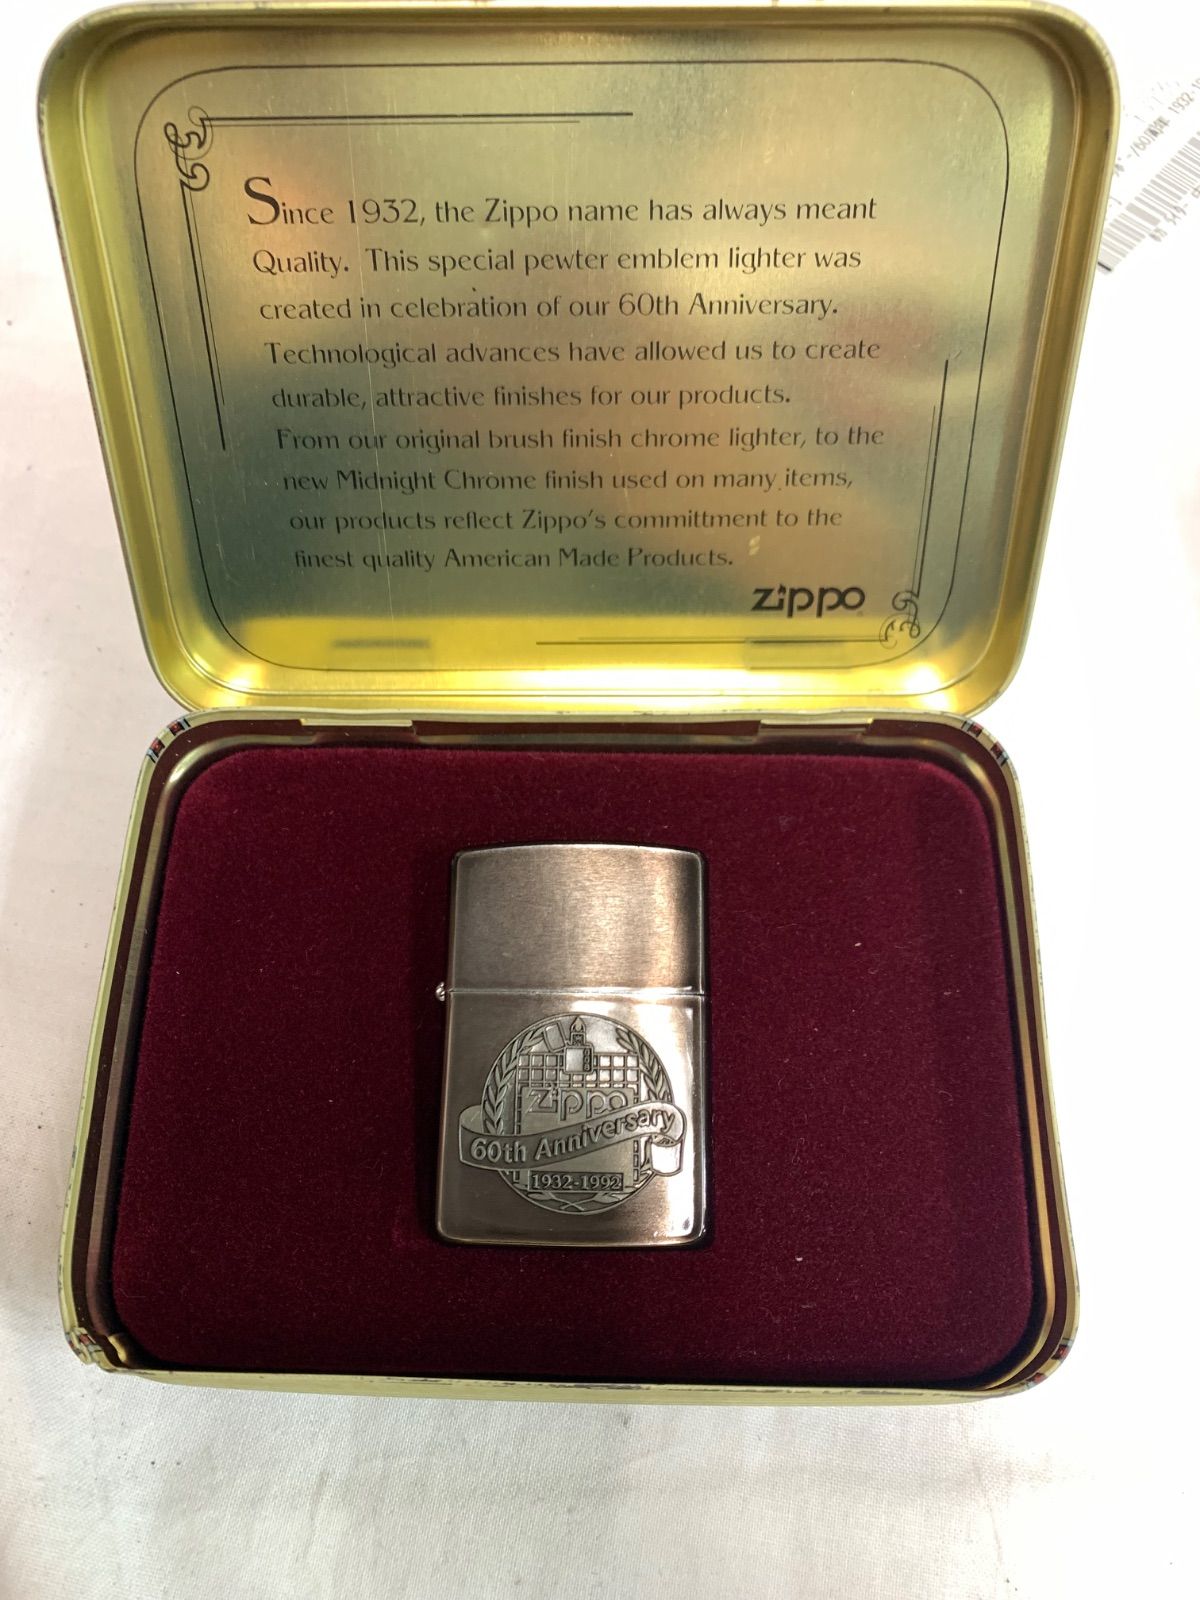 Since 1932, the Zippo name has always meant
Quality. This special pewter emblem lighter was
created in celebration of our 60th Anniversary.
Technological advances have allowed us to create
durable, attractive finishes for our products.
From our original brush finish chrome lighter, to the
new Midnight Chrome finish used on many items,
our products reflect Zippo's committment to the
finest quality American Made Products.
zippo
Zippo
60th Anniversary
1932-1992